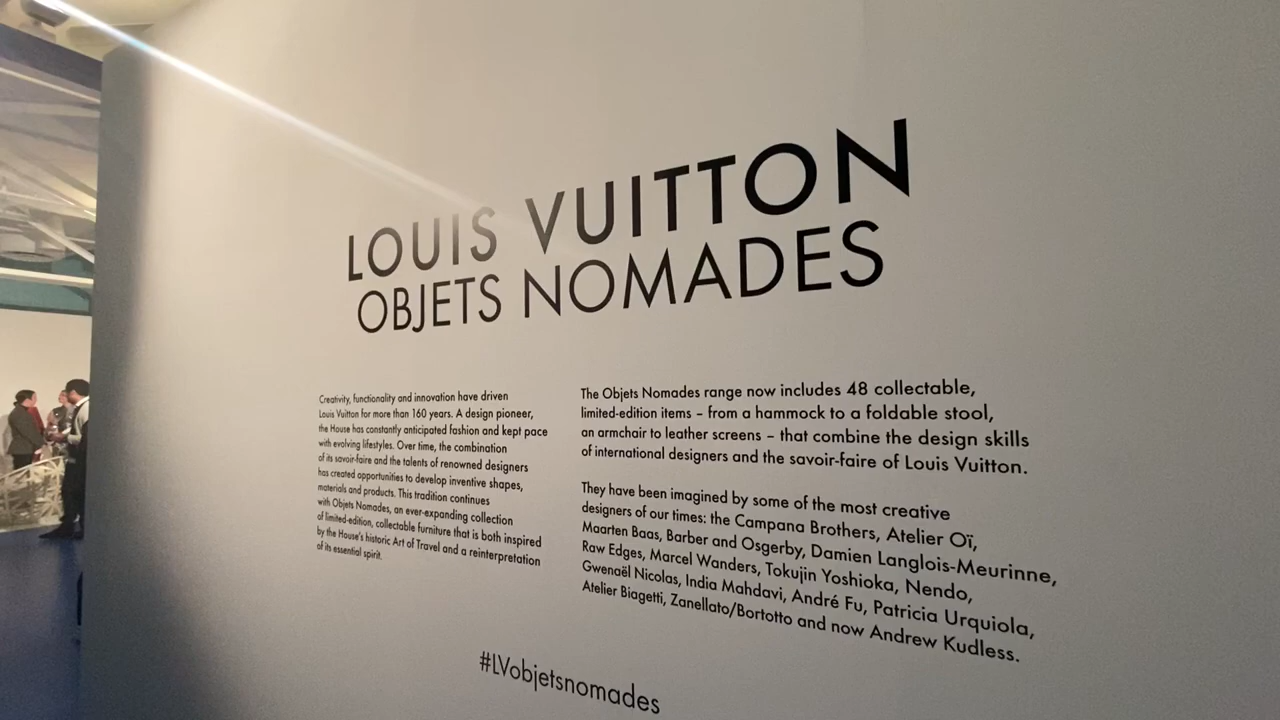 LOUIS VUITTON
OBJETS NOMADES
Creativity, functionality and innovation have driven
Louis Vuitton for more than 160 years. A design pioneer,
the House has constantly anticipated fashion and kept pace
with evolving lifestyles. Over time, the combination
of its savoir-faire and the talents of renowned designers
has created opportunities to develop inventive shapes,
materials and products. This tradition continues
with Objets Nomades, an ever-expanding collection
of limited-edition, collectable furniture that is both inspired
by the House's historic Art of Travel and a reinterpretation
of its essential spirit.
The Objets Nomades range now includes 48 collectable,
limited-edition items – from a hammock to a foldable stool,
an armchair to leather screens – that combine the design skills
of international designers and the savoir-faire of Louis Vuitton.
They have been imagined by some of the most creative
designers of our times: the Campana Brothers, Atelier Oï,
Maarten Baas, Barber and Osgerby, Damien Langlois-Meurinne,
Raw Edges, Marcel Wanders, Tokujin Yoshioka, Nendo,
Gwenaël Nicolas, India Mahdavi, André Fu, Patricia Urquiola,
Atelier Biagetti, Zanellato/Bortotto and now Andrew Kudless.
#LVobjetsnomades